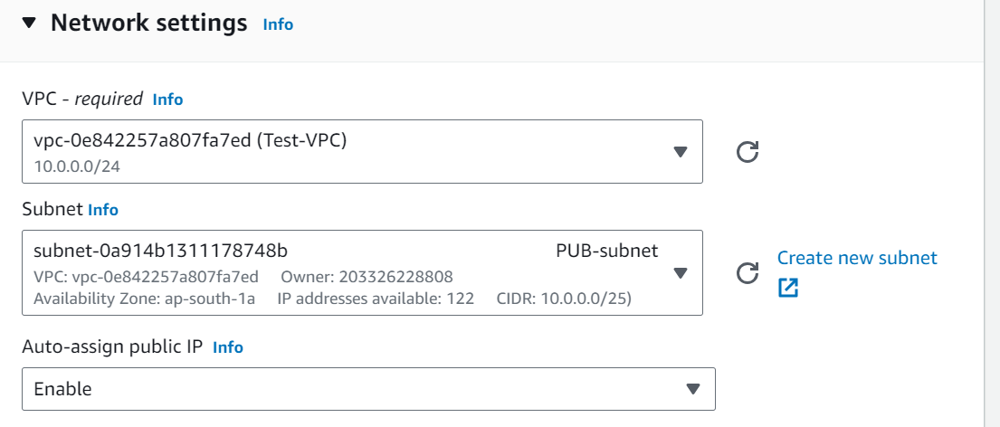 Network settings Info
VPC - required Info
vpc-0e842257a807fa7ed (Test-VPC)
10.0.0.0/24
Subnet Info
subnet-0a914b1311178748b PUB-subnet
VPC: vpc-0e842257a807fa7ed Owner: 203326228808
Availability Zone: ap-south-1a IP addresses available: 122 CIDR: 10.0.0.0/25)
Create new subnet
Auto-assign public IP Info
Enable